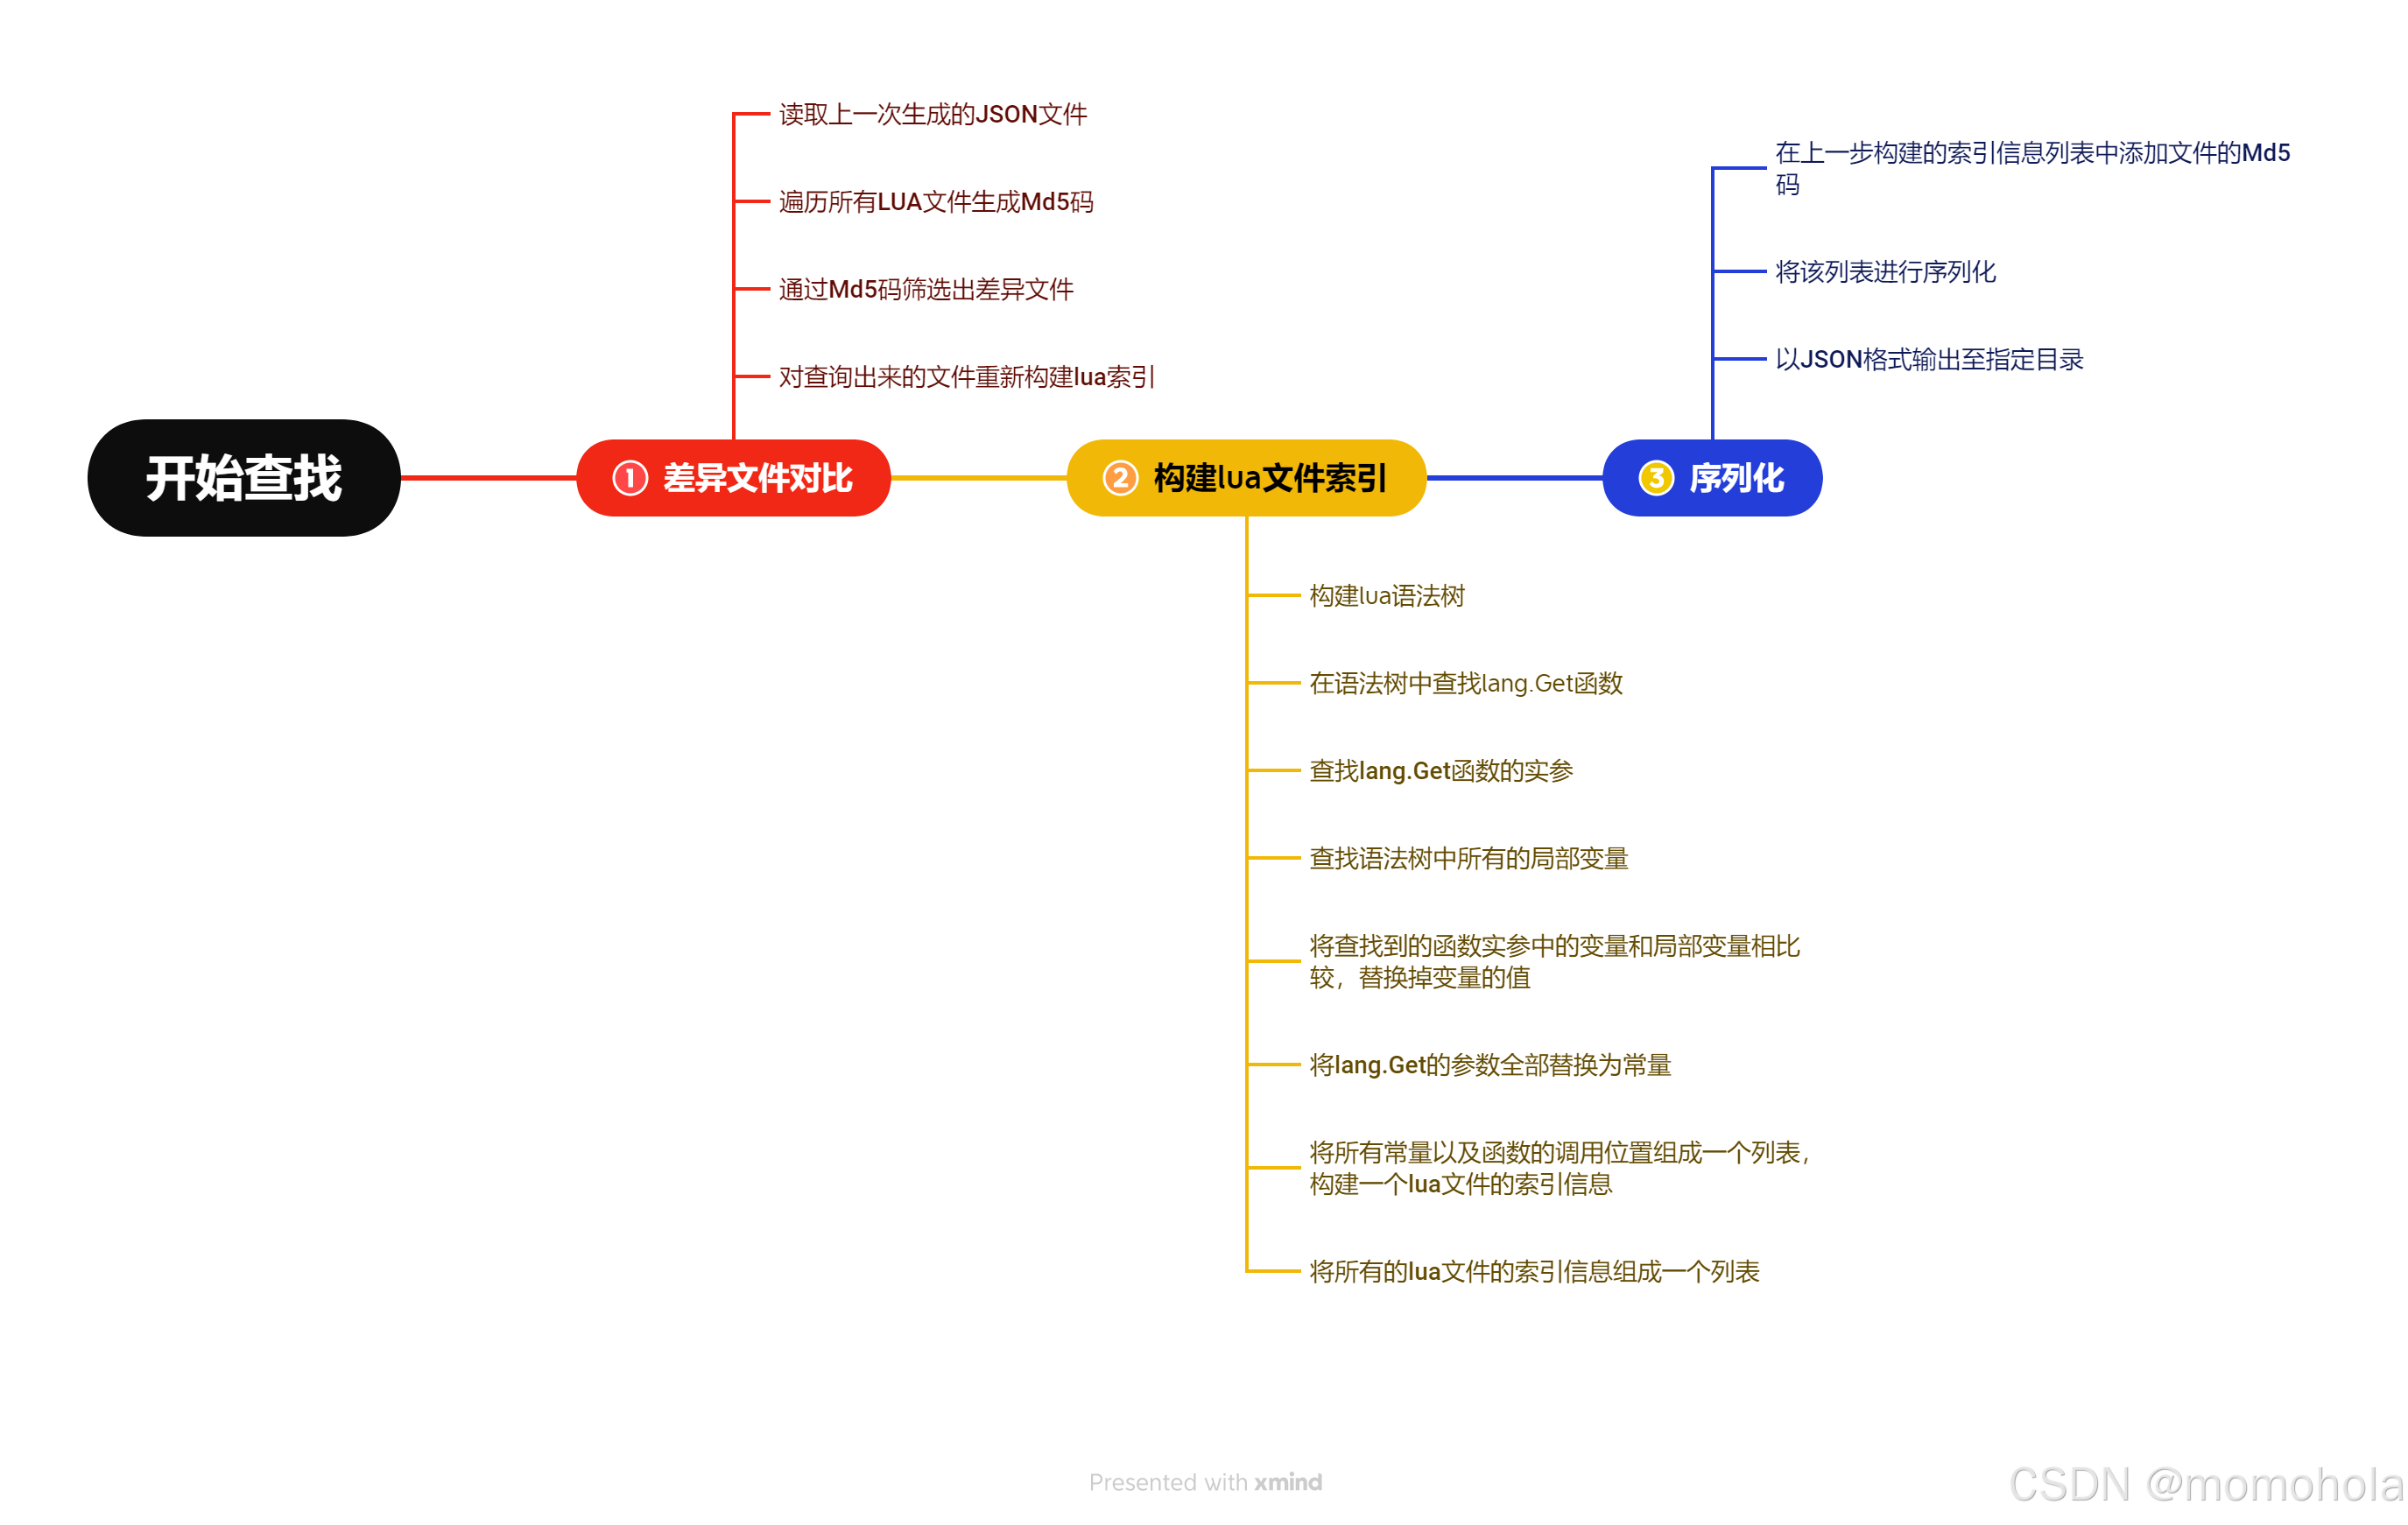 开始查找
① 差异文件对比
读取上一次生成的JSON文件
遍历所有LUA文件生成Md5码
通过Md5码筛选出差异文件
对查询出来的文件重新构建lua索引
② 构建lua文件索引
构建lua语法树
在语法树中查找lang.Get函数
查找lang.Get函数的实参
查找语法树中所有的局部变量
将查找到的函数实参中的变量和局部变量相比
较，替换掉变量的值
将lang.Get的参数全部替换为常量
将所有常量以及函数的调用位置组成一个列表，
构建一个lua文件的索引信息
将所有的lua文件的索引信息组成一个列表
③ 序列化
在上一步构建的索引信息列表中添加文件的Md5
码
将该列表进行序列化
以JSON格式输出至指定目录
Presented with xmind
CSDN @momohola